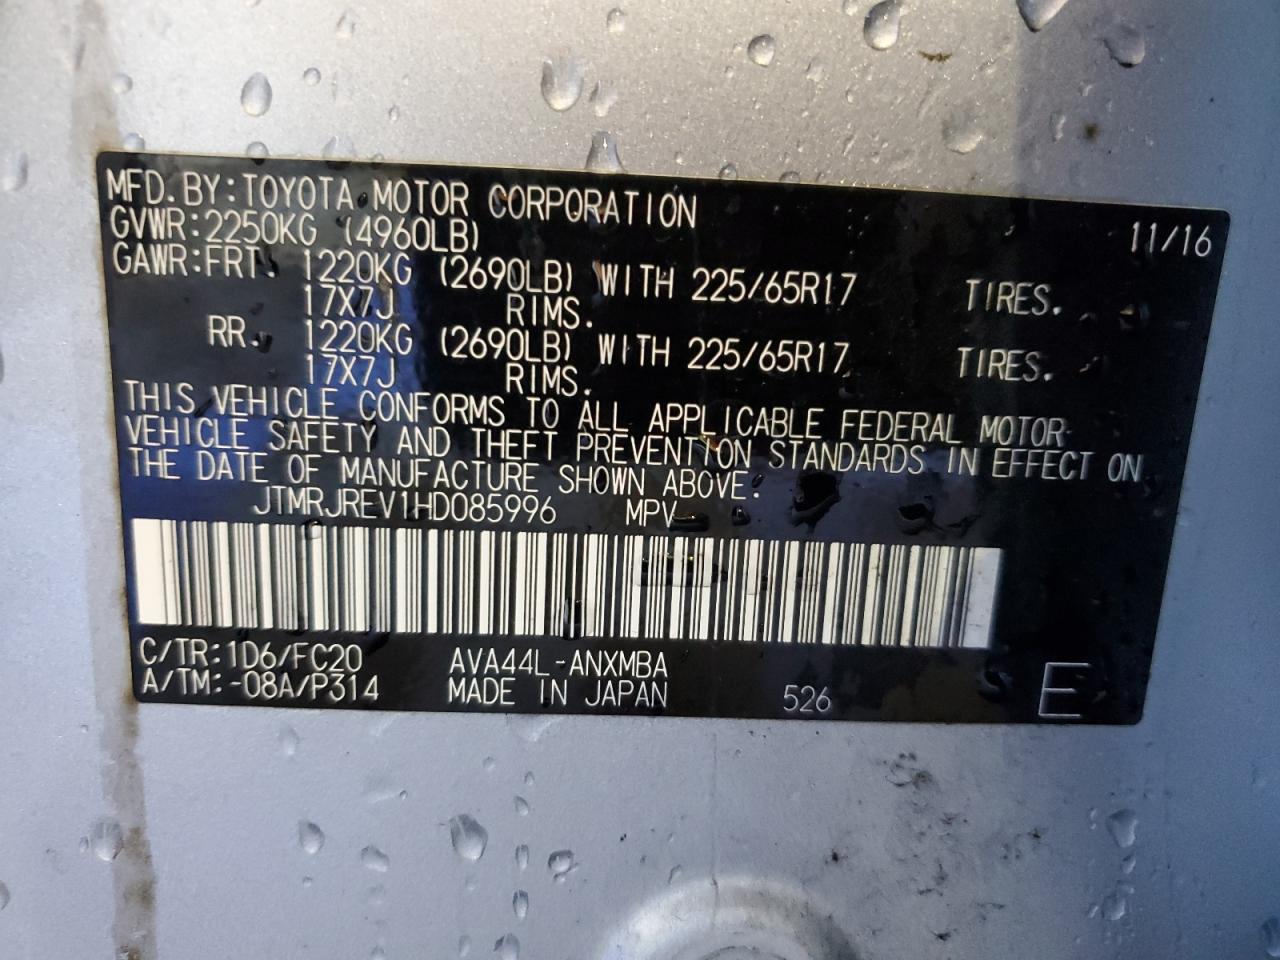 MFD.BY:TOYOTA MOTOR CORPORATION 11/16
GVWR:2250KG (4960LB)
GAWR:FRT. 1220KG (2690LB) WITH 225/65R17 TIRES.
17X7J RIMS.
RR. 1220KG (2690LB) WITH 225/65R17 TIRES.
17X7J RIMS.
THIS VEHICLE CONFORMS TO ALL APPLICABLE FEDERAL MOTOR
VEHICLE SAFETY AND THEFT PREVENTION STANDARDS IN EFFECT ON
THE DATE OF MANUFACTURE SHOWN ABOVE.
JTMRJREV1HD085996 MPV
C/TR:1D6/FC20 AVA44L-ANXMBA
A/TM:-08A/P314 MADE IN JAPAN 526 E